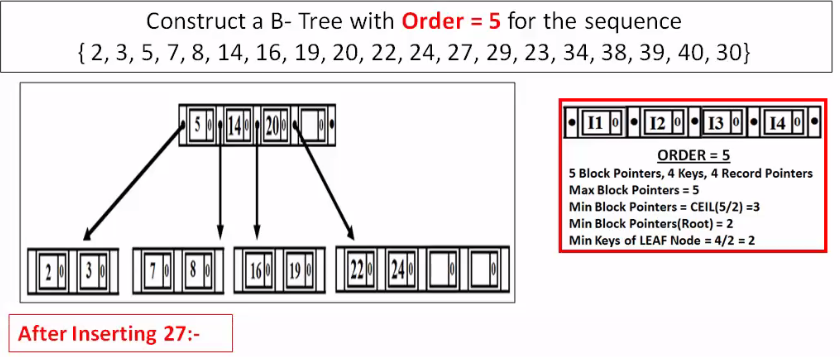 Construct a B- Tree with Order = 5 for the sequence
{ 2, 3, 5, 7, 8, 14, 16, 19, 20, 22, 24, 27, 29, 23, 34, 38, 39, 40, 30}
5 0 14 0 20 0 0
I1 0 I2 0 I3 0 I4 0
ORDER = 5
5 Block Pointers, 4 Keys, 4 Record Pointers
Max Block Pointers = 5
Min Block Pointers = CEIL(5/2) =3
Min Block Pointers(Root) = 2
Min Keys of LEAF Node = 4/2 = 2
2 0 3 0 7 0 8 0 16 0 19 0 22 0 24 0 0 0
After Inserting 27:-